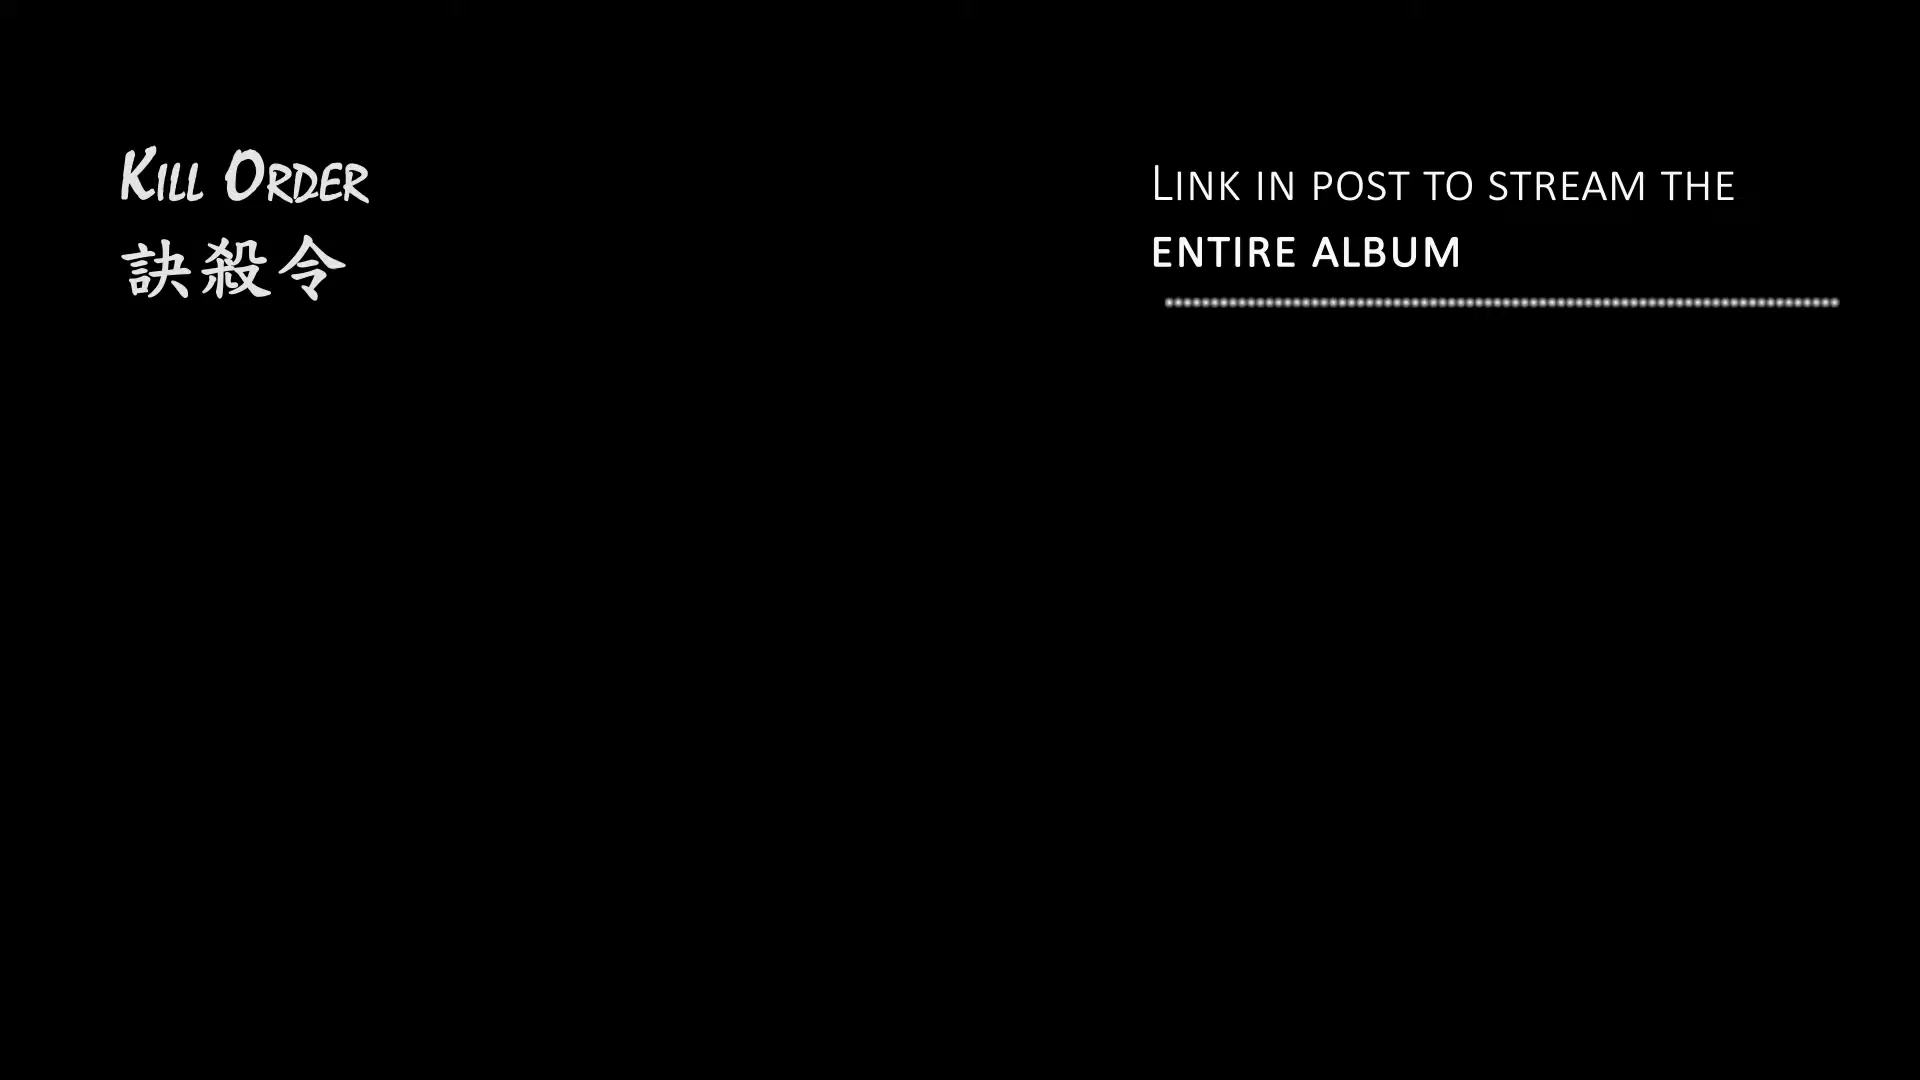 Kill Order
訣殺令
Link in post to stream the
entire album